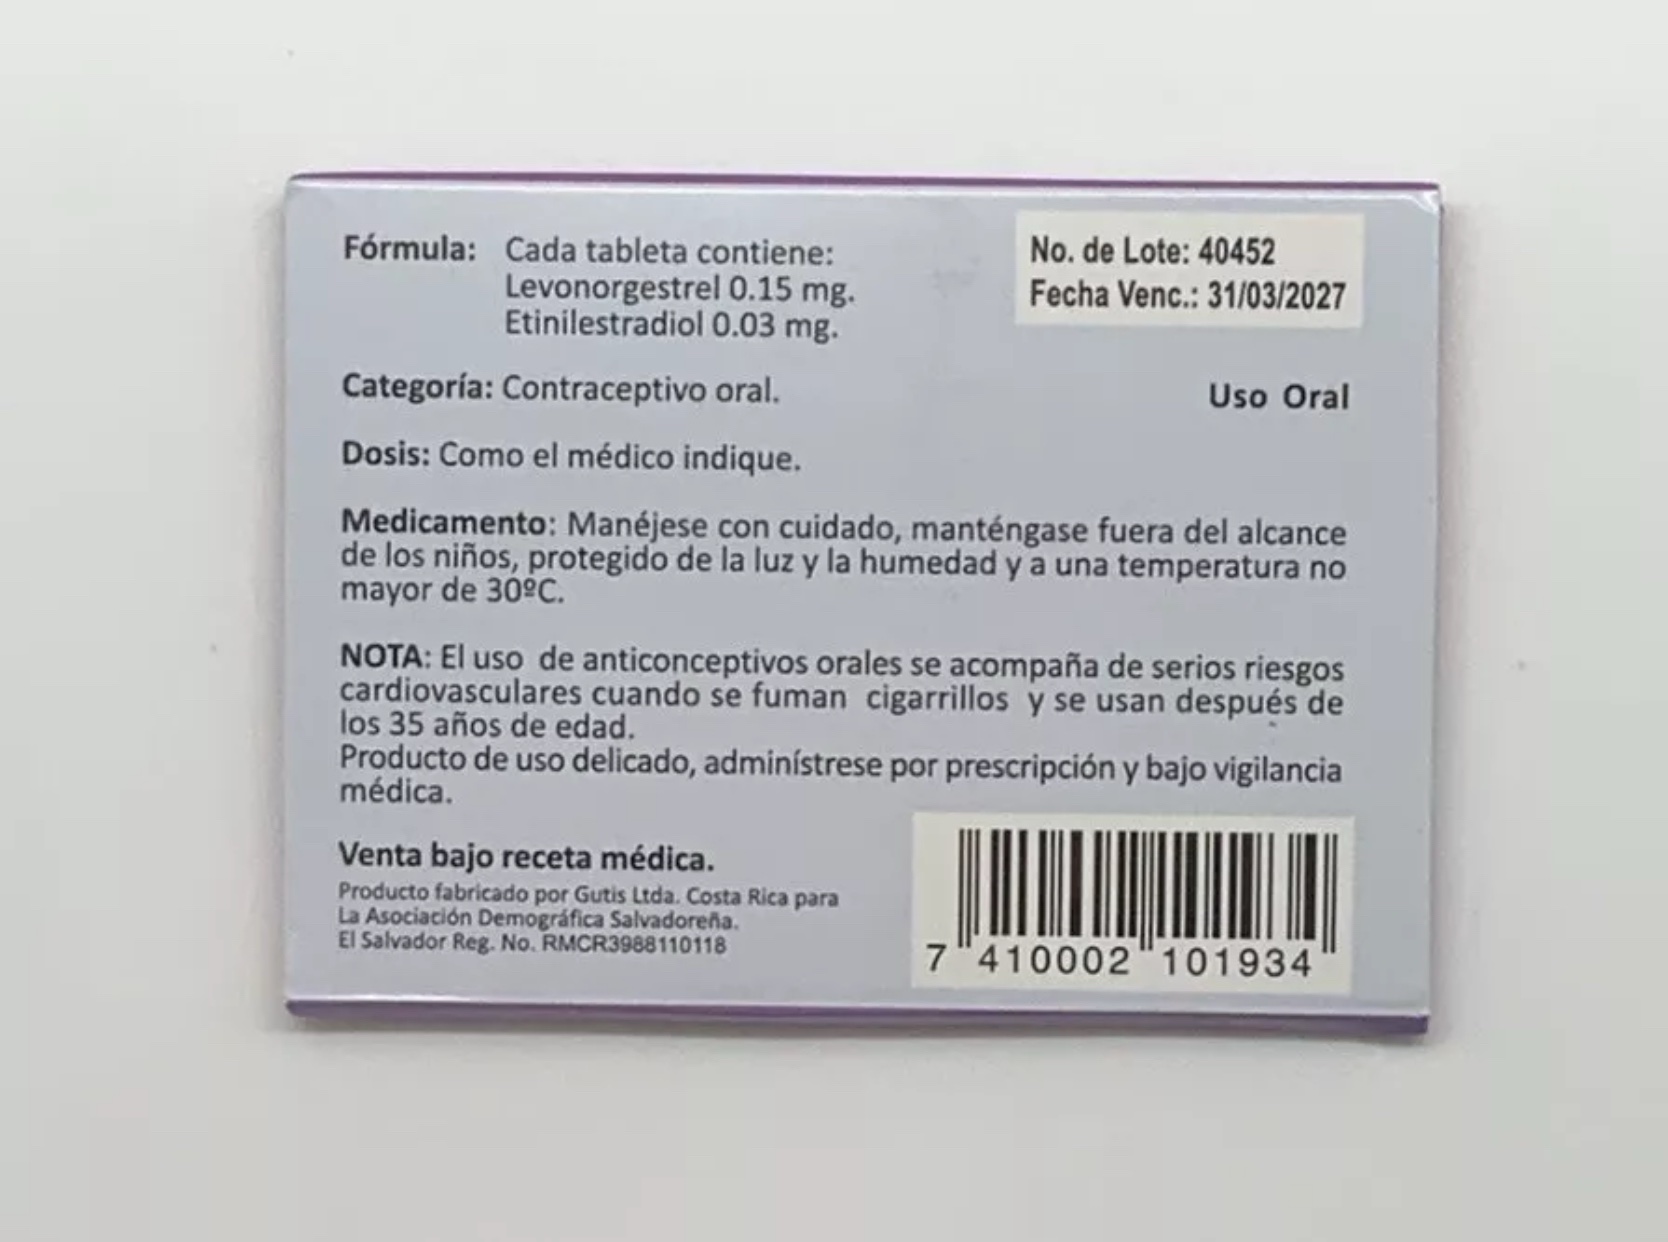 Fórmula: Cada tableta contiene:
Levonorgestrel 0.15 mg.
Etinilestradiol 0.03 mg.
No. de Lote: 40452
Fecha Venc.: 31/03/2027
Categoría: Contraceptivo oral.
Uso Oral
Dosis: Como el médico indique.
Medicamento: Manéjese con cuidado, manténgase fuera del alcance
de los niños, protegido de la luz y la humedad y a una temperatura no
mayor de 30ºC.
NOTA: El uso de anticonceptivos orales se acompaña de serios riesgos
cardiovasculares cuando se fuman cigarrillos y se usan después de
los 35 años de edad.
Producto de uso delicado, adminístrese por prescripción y bajo vigilancia
médica.
Venta bajo receta médica.
Producto fabricado por Gutis Ltda. Costa Rica para
La Asociación Demográfica Salvadoreña.
El Salvador Reg. No. RMCR3988110118
7 410002 101934